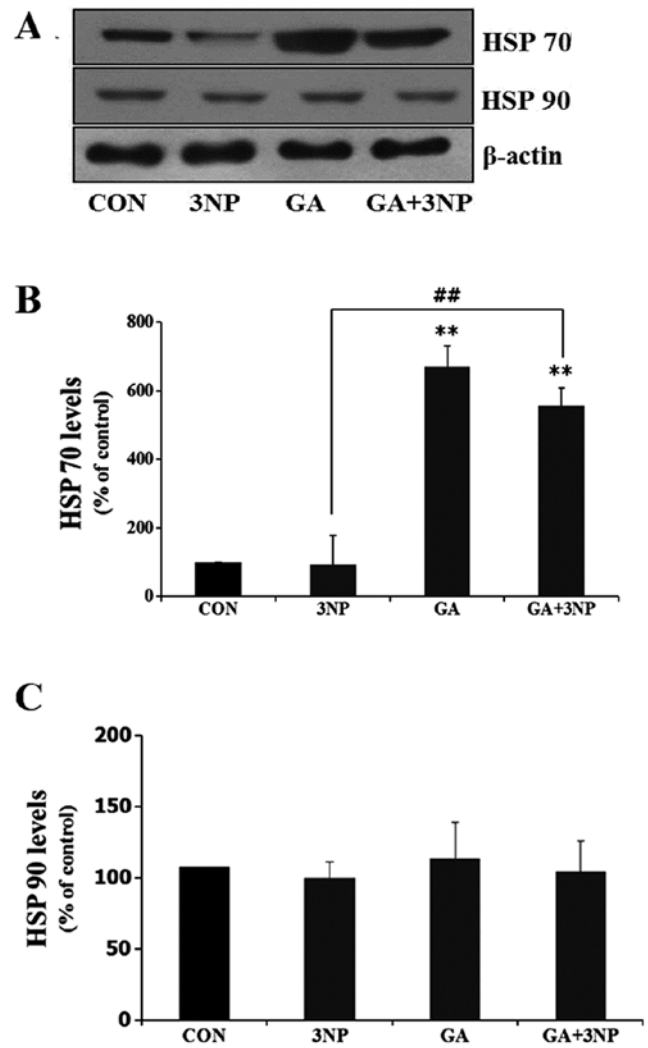 A
HSP 70
HSP 90
β-actin
CON 3NP GA GA+3NP
B
##
** **
HSP 70 levels
(% of control)
800
600
400
200
0
CON 3NP GA GA+3NP
C
HSP 90 levels
(% of control)
200
150
100
50
0
CON 3NP GA GA+3NP